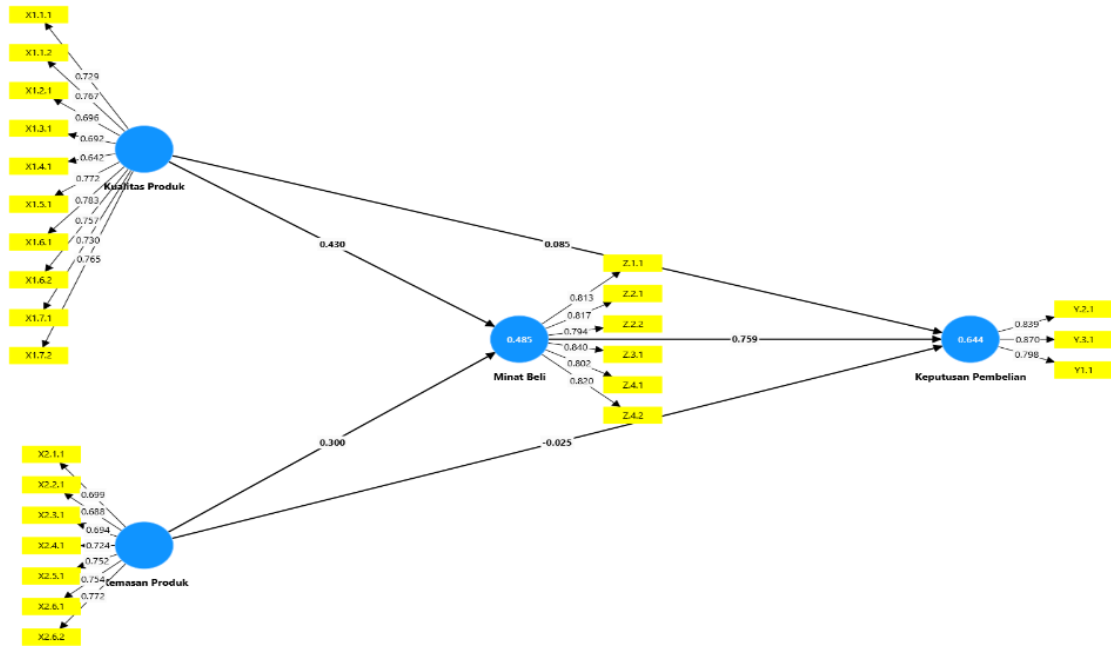 X1.1.1
X1.1.2
X1.2.1
X1.3.1
X1.4.1
X1.5.1
X1.6.1
X1.6.2
X1.7.1
X1.7.2
0.729
0.767
0.696
0.692
0.642
0.772
0.783
0.757
0.730
0.765
Kualitas Produk
0.430
0.085
Z.1.1
Z.2.1
Z.2.2
Z.3.1
Z.4.1
Z.4.2
0.813
0.817
0.794
0.840
0.802
0.820
0.485
Minat Beli
0.759
0.644
Keputusan Pembelian
0.839
0.870
0.798
Y.2.1
Y.3.1
Y1.1
0.300
-0.025
X2.1.1
X2.2.1
X2.3.1
X2.4.1
X2.5.1
X2.6.1
X2.6.2
0.699
0.688
0.694
0.724
0.752
0.754
0.772
Kemasan Produk